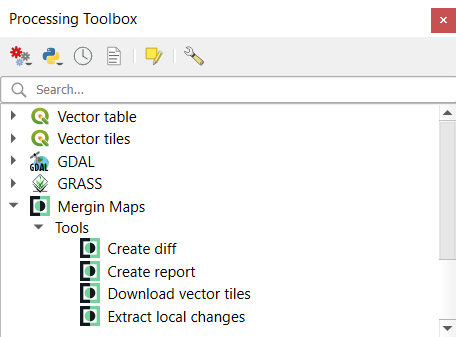 Processing Toolbox
Search...
Vector table
Vector tiles
GDAL
GDAL
GRASS
Mergin Maps
Tools
Create diff
Create report
Download vector tiles
Extract local changes